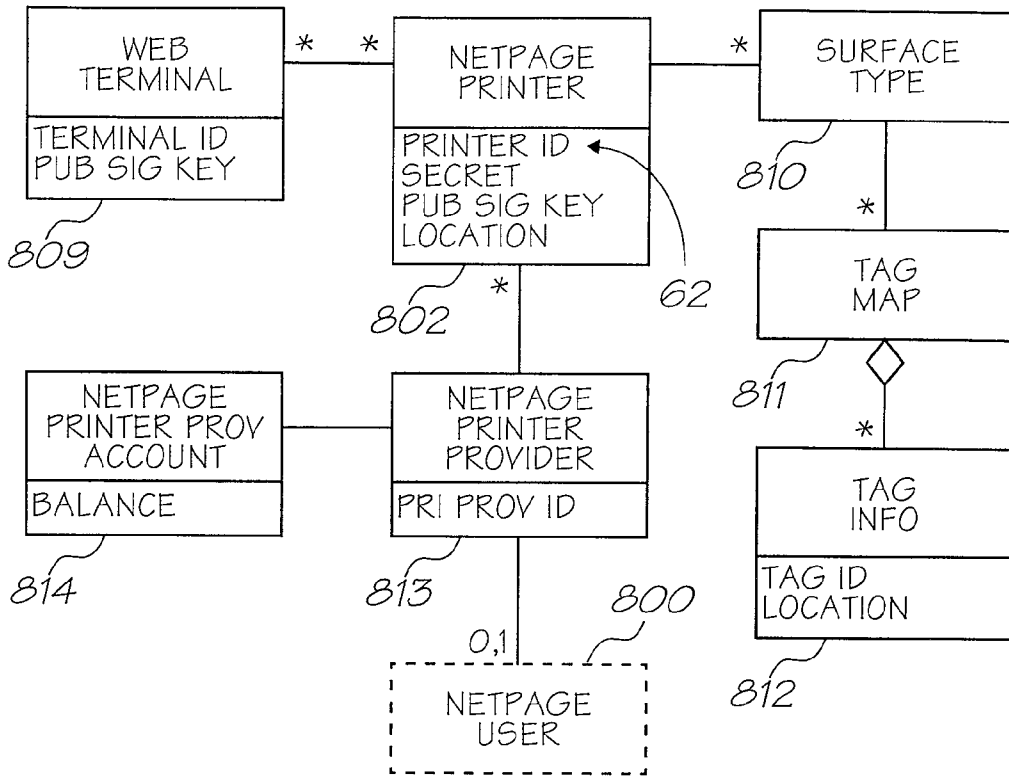 WEB
TERMINAL
TERMINAL ID
PUB SIG KEY
809
* *
NETPAGE
PRINTER
PRINTER ID
SECRET
PUB SIG KEY
LOCATION
62
802
*
*
SURFACE
TYPE
810
*
TAG
MAP
811
*
NETPAGE
PRINTER PROV
ACCOUNT
BALANCE
814
NETPAGE
PRINTER
PROVIDER
PRI PROV ID
813
TAG
INFO
TAG ID
LOCATION
812
800
0,1
NETPAGE
USER